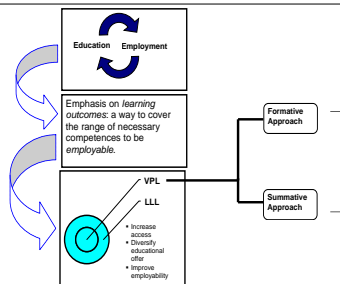 Education Employment
Emphasis on learning
outcomes: a way to cover
the range of necessary
competences to be
employable.
VPL
LLL
• Increase
access
• Diversify
educational
offer
• Improve
employability
Formative
Approach
Summative
Approach